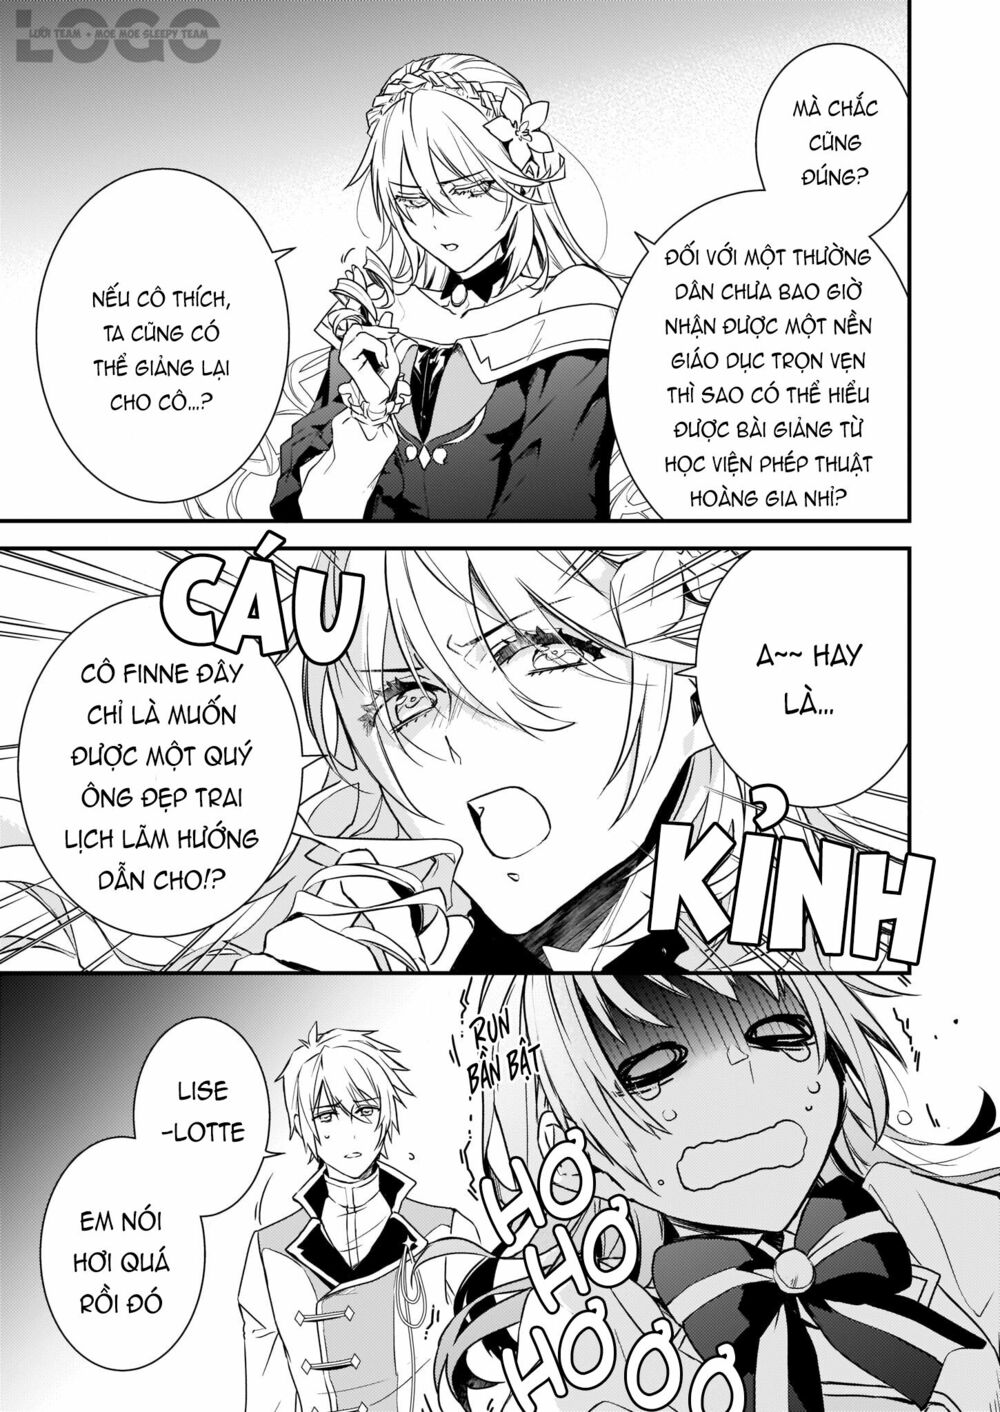 LOGO
LƯỜI TEAM + MOE MOE SLEEPY TEAM
MÀ CHẮC
CŨNG
ĐÚNG?
ĐỐI VỚI MỘT THƯỜNG
DÂN CHƯA BAO GIỜ
NHẬN ĐƯỢC MỘT NỀN
GIÁO DỤC TRỌN VẸN
THÌ SAO CÓ THỂ HIỂU
ĐƯỢC BÀI GIẢNG TỪ
HỌC VIỆN PHÉP THUẬT
HOÀNG GIA NHỈ?
NẾU CÔ THÍCH,
TA CŨNG CÓ
THỂ GIẢNG LẠI
CHO CÔ...?
A~~ HAY
LÀ...
CÁU
KỈNH
CÔ FINNE ĐÂY
CHỈ LÀ MUỐN
ĐƯỢC MỘT QUÝ
ÔNG ĐẸP TRAI
LỊCH LÃM HƯỚNG
DẪN CHO!?
RUN
BẦN BẬT
HƠ
HƠ
HƠ
Ơ
Ơ
LISE
-LOTTE
EM NÓI
HƠI QUÁ
RỒI ĐÓ